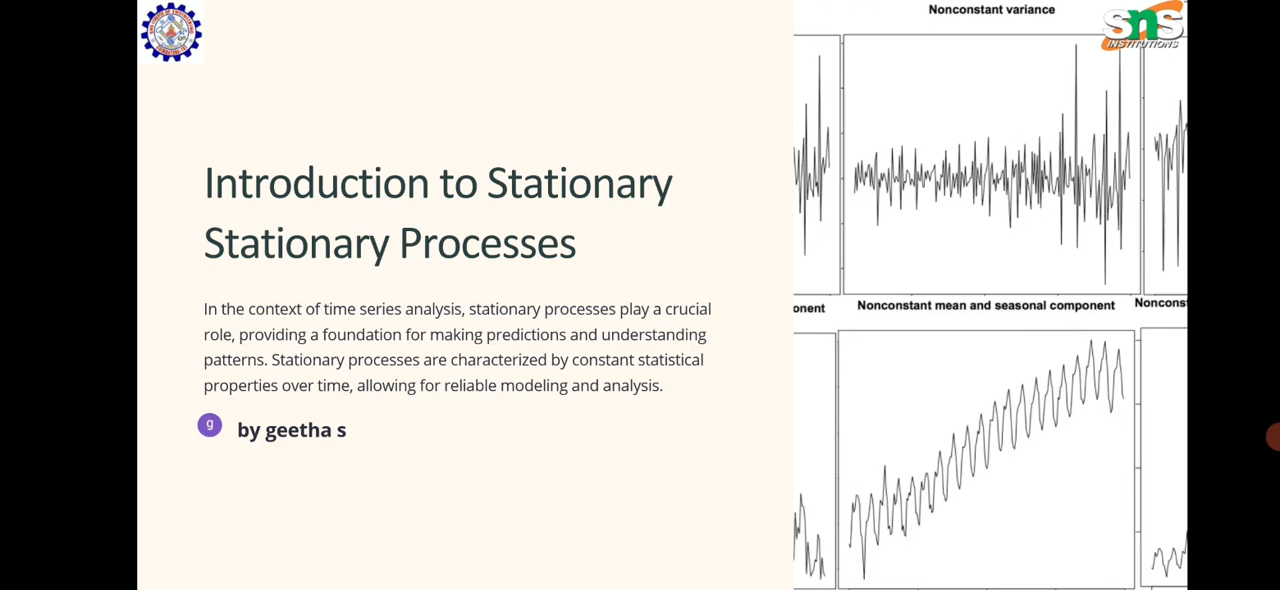 Nonconstant variance
sns
INSTITUTIONS
Introduction to Stationary
Stationary Processes
In the context of time series analysis, stationary processes play a crucial
role, providing a foundation for making predictions and understanding
patterns. Stationary processes are characterized by constant statistical
properties over time, allowing for reliable modeling and analysis.
g
by geetha s
onent
Nonconstant mean and seasonal component
Nonconst